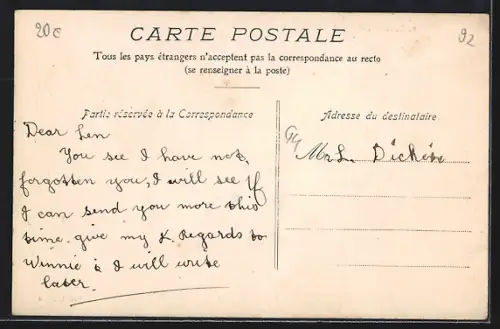 20c
92
CARTE POSTALE
Tous les pays étrangers n'acceptent pas la correspondance au recto
(se renseigner à la poste)
Partie réservée à la Correspondance
Adresse du destinataire
Dear Len
You see I have not
forgotten you, I will see if
I can send you more this
time. give my K Regards to
Winnie & I will write
later.
Mr L.